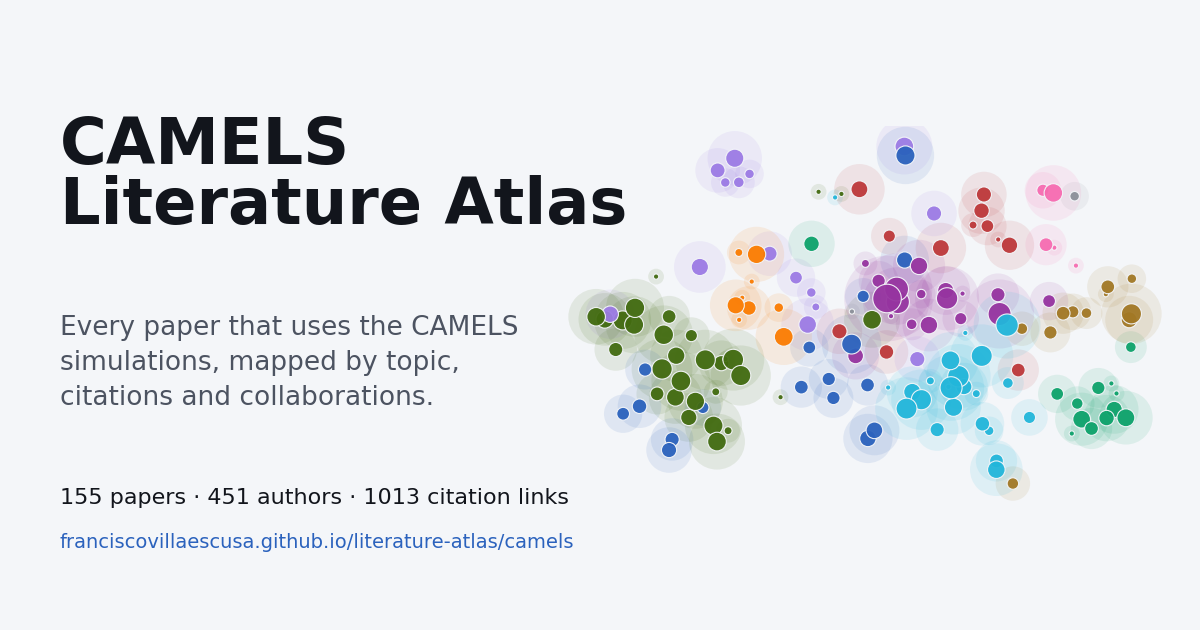 CAMELS
Literature Atlas
Every paper that uses the CAMELS
simulations, mapped by topic,
citations and collaborations.
155 papers · 451 authors · 1013 citation links
franciscovillaescusa.github.io/literature-atlas/camels